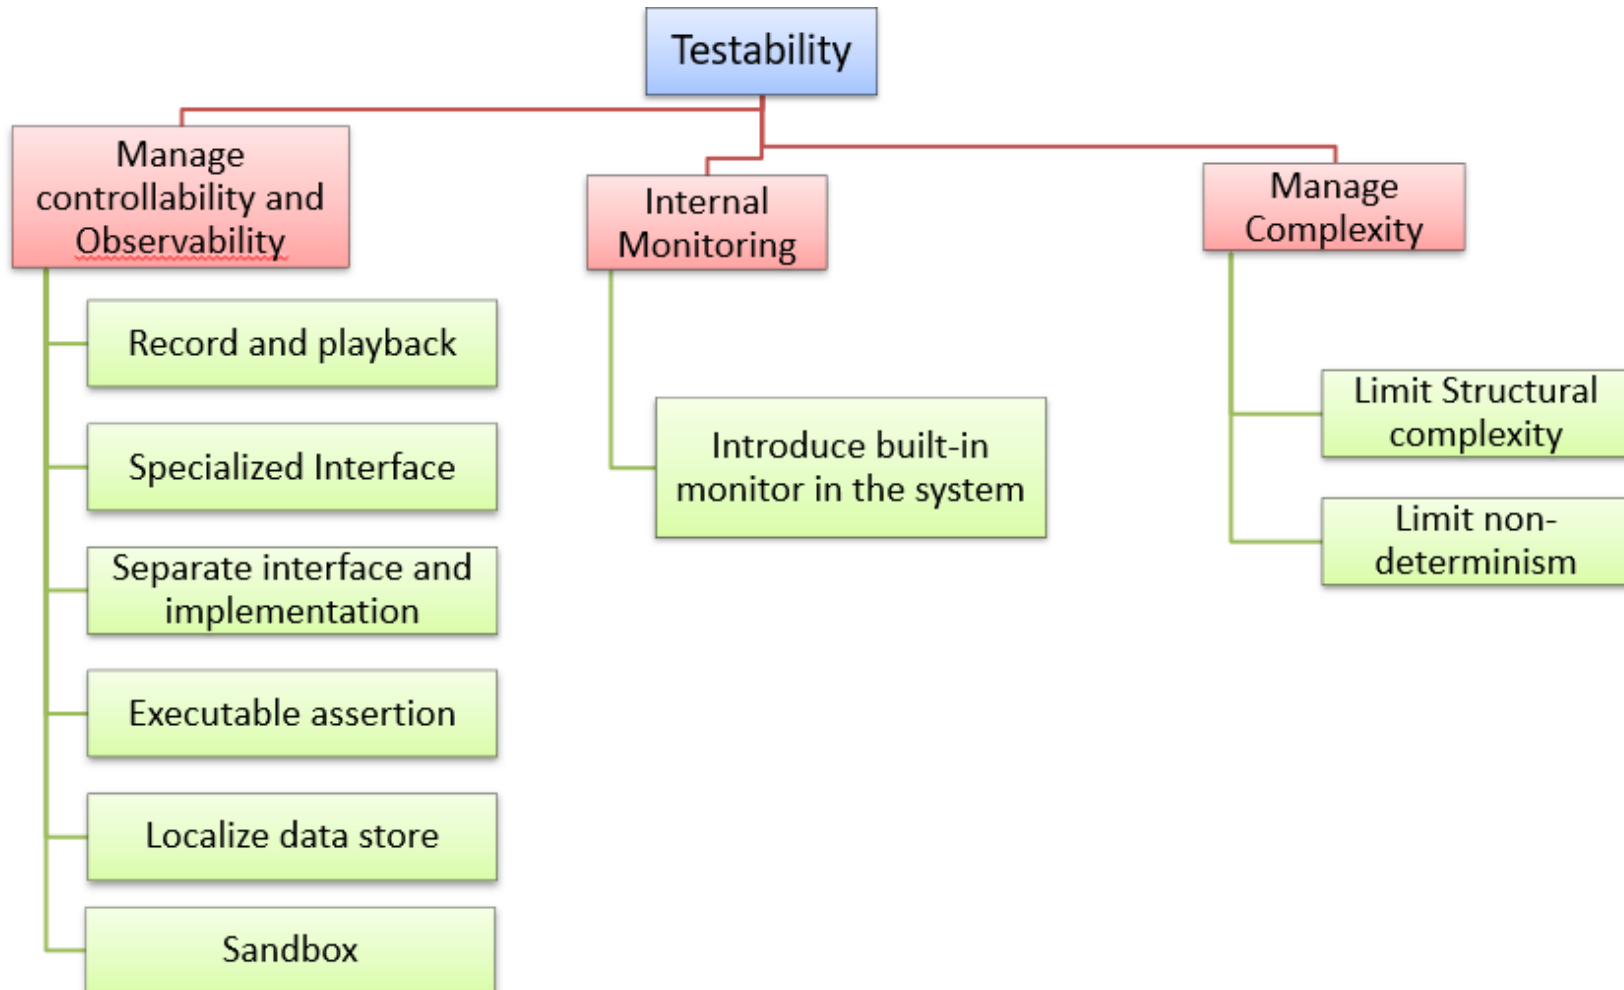 Testability
Manage
controllability and
Observability
Record and playback
Specialized Interface
Separate interface and
implementation
Executable assertion
Localize data store
Sandbox
Internal
Monitoring
Introduce built-in
monitor in the system
Manage
Complexity
Limit Structural
complexity
Limit non-
determinism